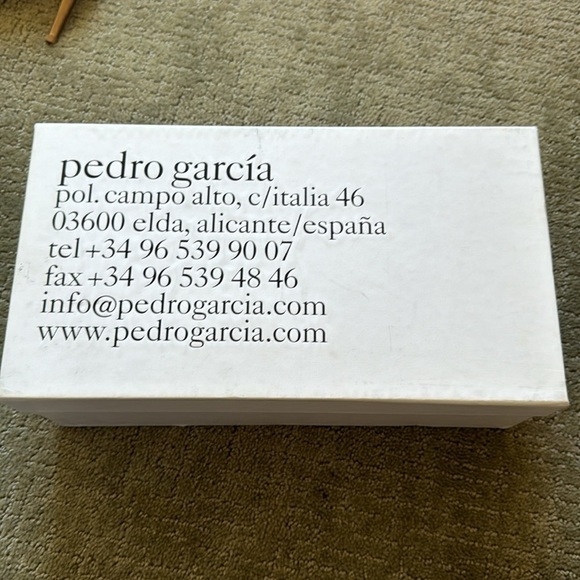 pedro garcía
pol. campo alto, c/italia 46
03600 elda, alicante/españa
tel +34 96 539 90 07
fax +34 96 539 48 46
info@pedrogarcia.com
www.pedrogarcia.com